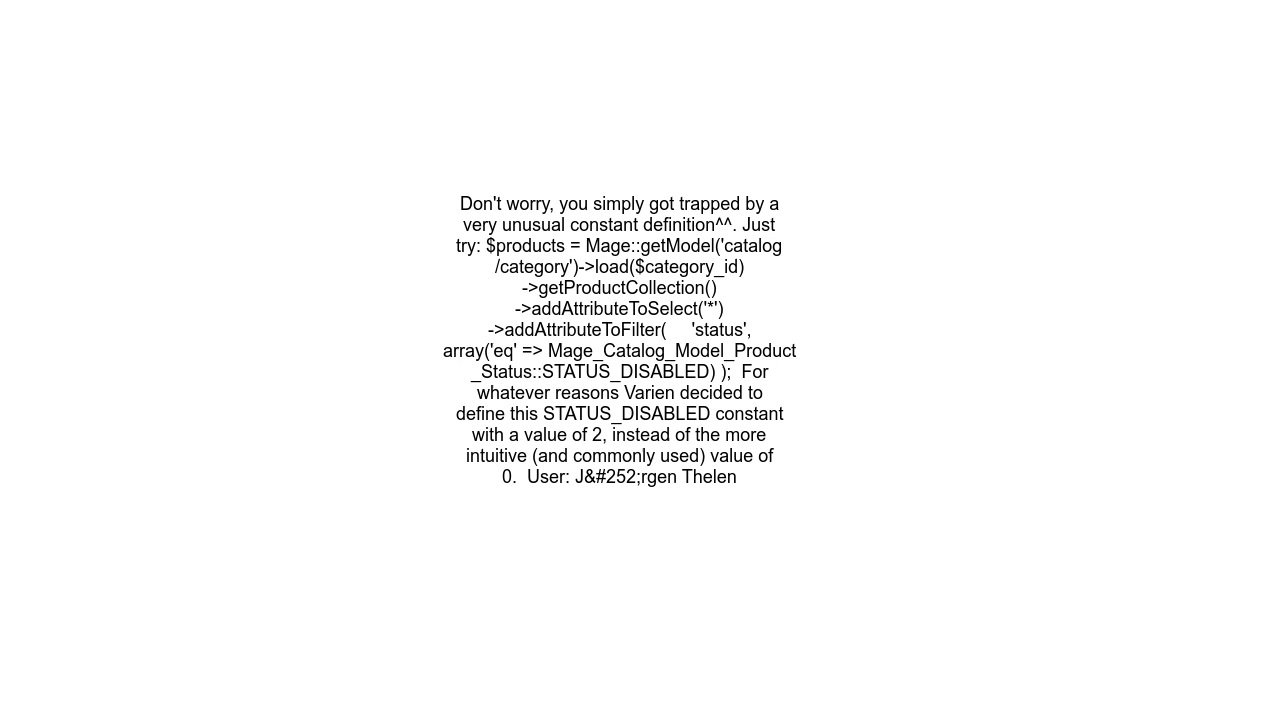 Don't worry, you simply got trapped by a
very unusual constant definition^^. Just
try: $products = Mage::getModel('catalog
/category')->load($category_id)
->getProductCollection()
->addAttributeToSelect('*')
->addAttributeToFilter(     'status',
array('eq' => Mage_Catalog_Model_Product
_Status::STATUS_DISABLED) );  For
whatever reasons Varien decided to
define this STATUS_DISABLED constant
with a value of 2, instead of the more
intuitive (and commonly used) value of
0.  User: J&#252;rgen Thelen